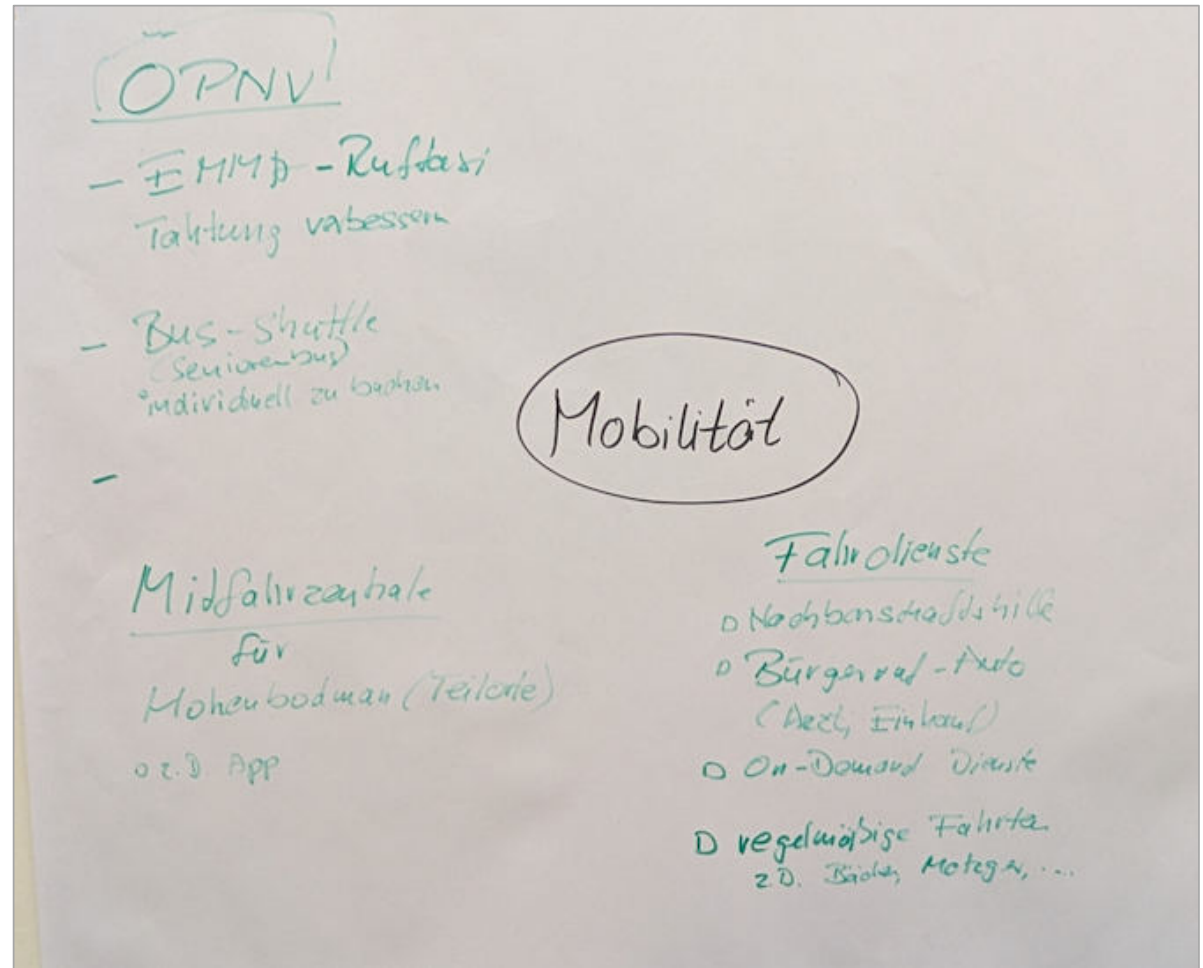 ÖPNV
- EMMA - Ruftaxi
Taktung verbessern
- Bus-Shuttle
(Seniorenbus)
individuell zu buchen
-
Mobilität
Mitfahrzentrale
für
Hohenbodman (Teilorte)
o z.B App
Fahrdienste
Nachbarschaftshilfe
Bürgerrad-Auto
(Arzt, Einkauf)
On-Demand Dienste
regelmäßige Fahrten
z.B. Bäcker, Metzger, ...